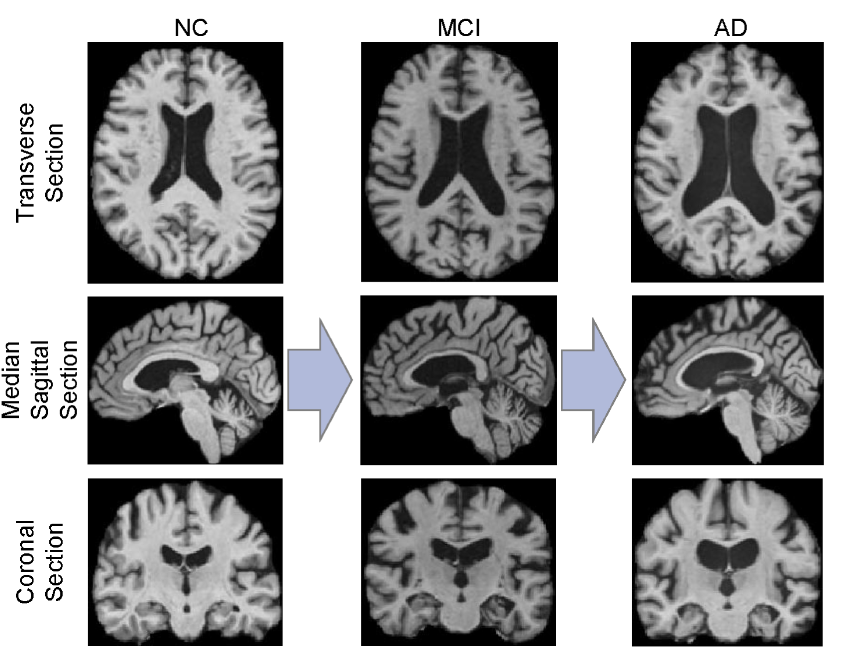 NC
MCI
AD
Transverse
Section
Median
Sagittal
Section
Coronal
Section